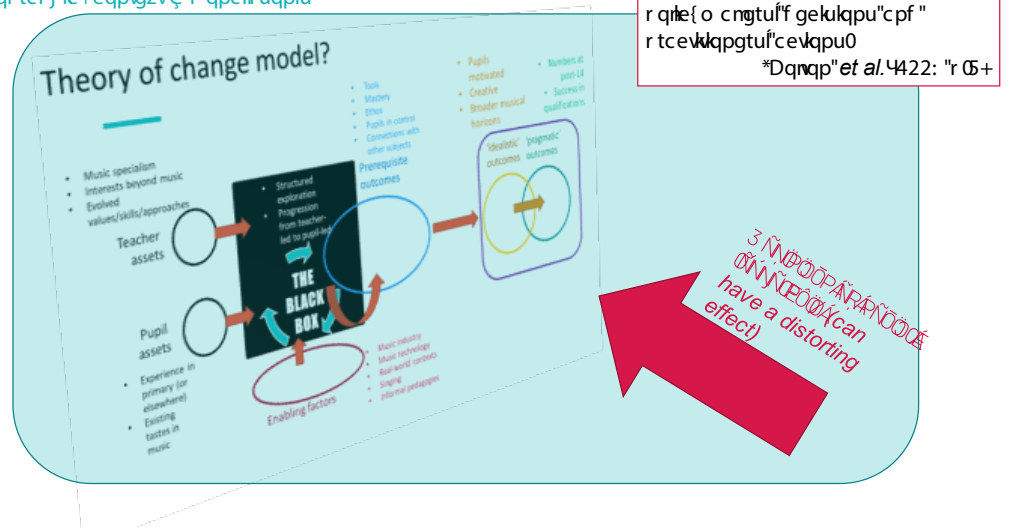 et al.
Theory of change model?
• Tools
• Mastery
• Ethos
• Pupils in control
• Connections with
other subjects
Prerequisite
outcomes
• Pupils
motivated
• Creative
• Broader musical
horizons
• Numbers at
post-14
• Success in
qualifications
'Idealistic'
outcomes
'pragmatic'
outcomes
• Music specialism
• Interests beyond music
• Evolved
values/skills/approaches
Teacher
assets
• Structured
exploration
• Progression
from teacher-
led to pupil-led
THE
BLACK
BOX
Pupil
assets
• Experience in
primary (or
elsewhere)
• Existing
tastes in
music
Enabling factors
• Music industry
• Music technology
• Real-world contexts
• Singing
• Informal pedagogies
(can
have a distorting
effect)